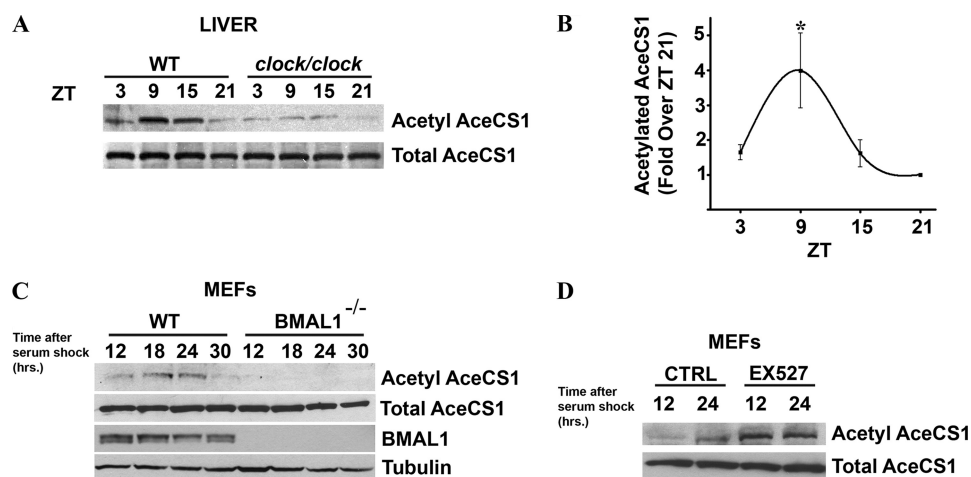 A
LIVER
WT clock/clock
ZT 3 9 15 21 3 9 15 21
Acetyl AceCS1
Total AceCS1
B
Acetylated AceCS1
(Fold Over ZT 21)
5
4
3
2
1
*
3 9 15 21
ZT
C
MEFs
WT BMAL1-/-
Time after
serum shock
(hrs.)
12 18 24 30 12 18 24 30
Acetyl AceCS1
Total AceCS1
BMAL1
Tubulin
D
MEFs
CTRL EX527
Time after
serum shock
(hrs.)
12 24 12 24
Acetyl AceCS1
Total AceCS1